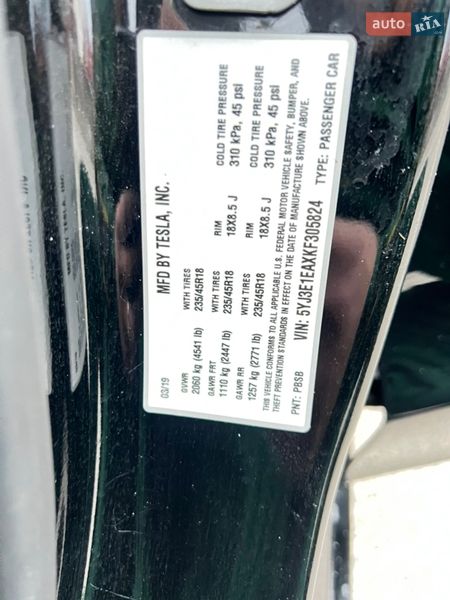 auto RIA
MFD BY TESLA, INC.
03/19
GVWR
2060 kg (4541 lb)
GAWR FRT WITH TIRES RIM COLD TIRE PRESSURE
1110 kg (2447 lb) 235/45R18 18X8.5 J 310 kPa, 45 psi
GAWR RR WITH TIRES RIM COLD TIRE PRESSURE
1257 kg (2771 lb) 235/45R18 18X8.5 J 310 kPa, 45 psi
THIS VEHICLE CONFORMS TO ALL APPLICABLE U.S. FEDERAL MOTOR VEHICLE SAFETY, BUMPER, AND
THEFT PREVENTION STANDARDS IN EFFECT ON THE DATE OF MANUFACTURE SHOWN ABOVE.
PNT: PBSB VIN: 5YJ3E1EAXKF305824 TYPE: PASSENGER CAR